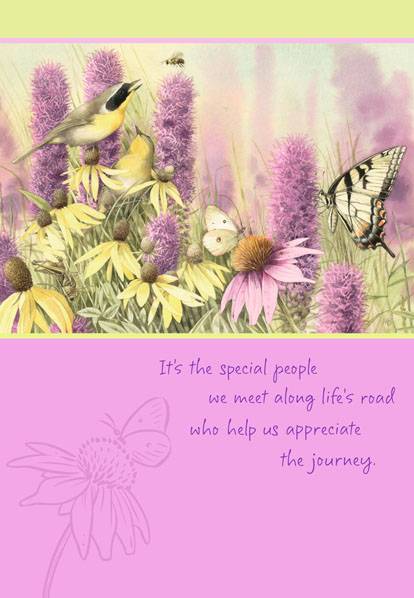 It's the special people
we meet along life's road
who help us appreciate
the journey.